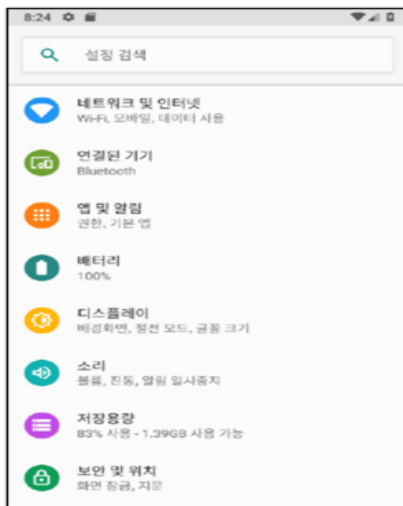 8:24
설정 검색
네트워크 및 인터넷
Wi-Fi, 모바일, 데이터 사용
연결된 기기
Bluetooth
앱 및 알림
권한, 기본 앱
배터리
100%
디스플레이
배경화면, 절전 모드, 글꼴 크기
소리
볼륨, 진동, 알림 일시중지
저장용량
83% 사용 - 1.39GB 사용 가능
보안 및 위치
화면 잠금, 지문